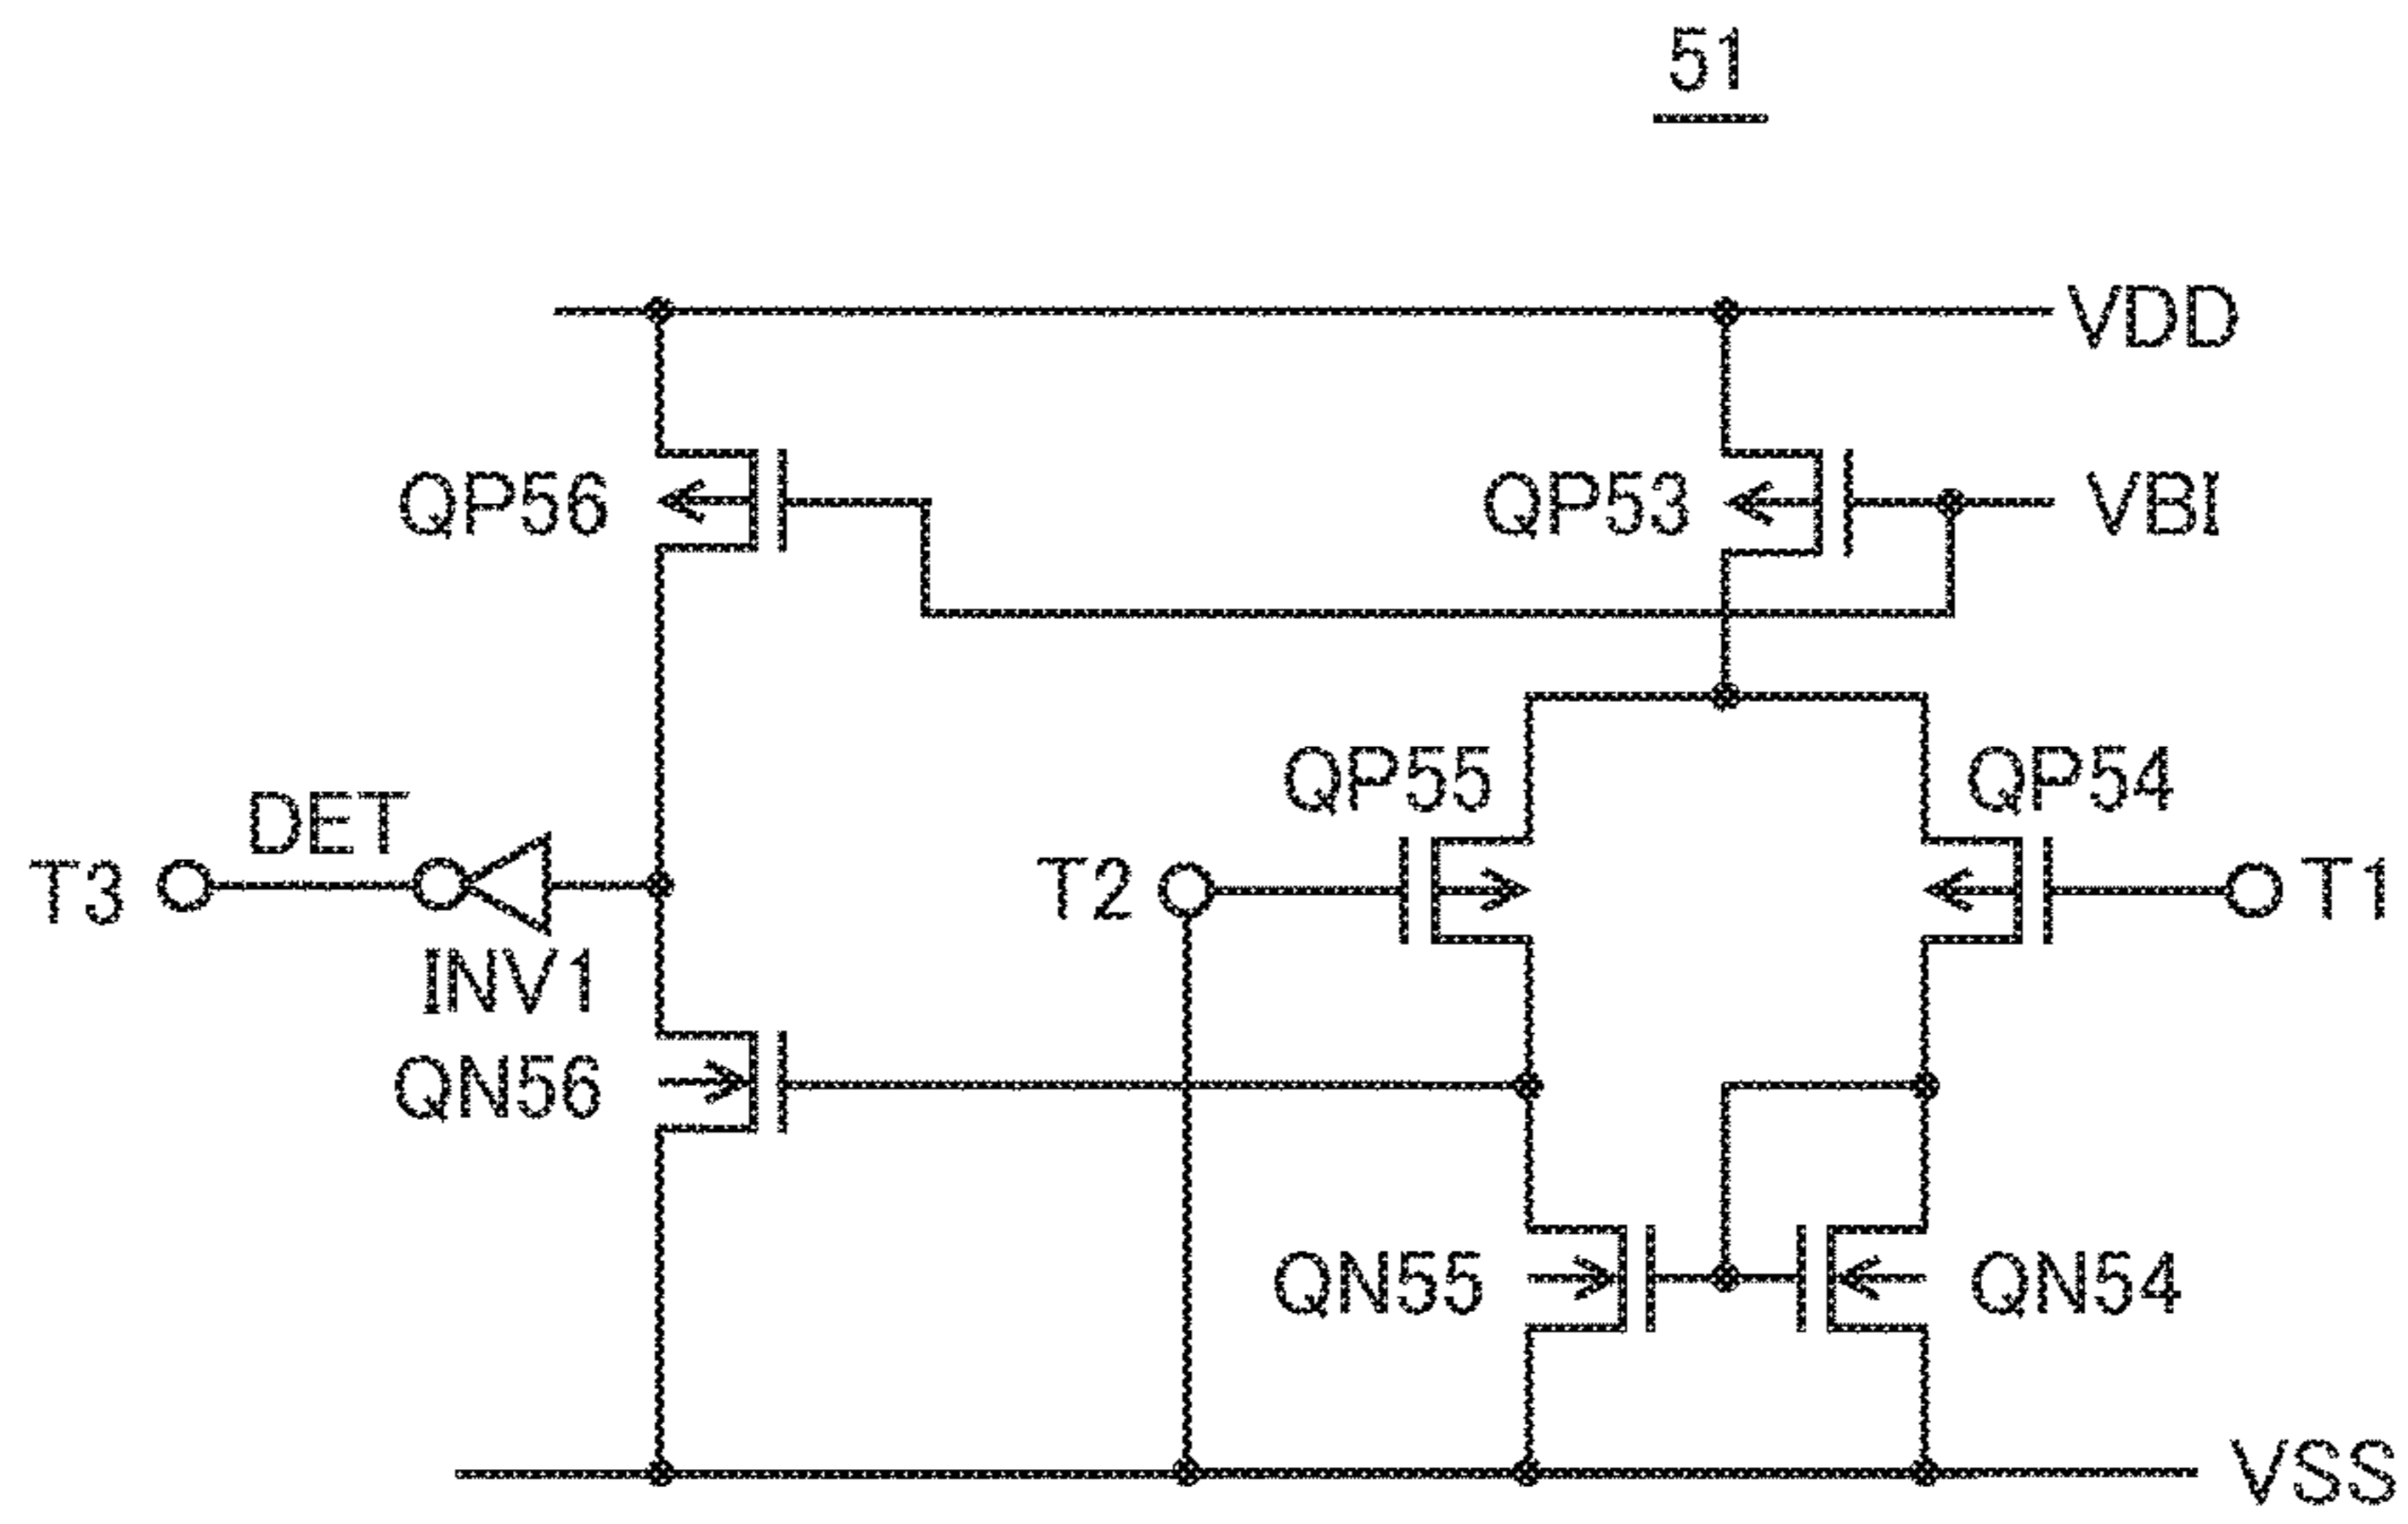 51
VDD
QP56
QP53
VBI
QP55
QP54
DET
T3
T2
T1
INV1
QN56
QN55
QN54
VSS